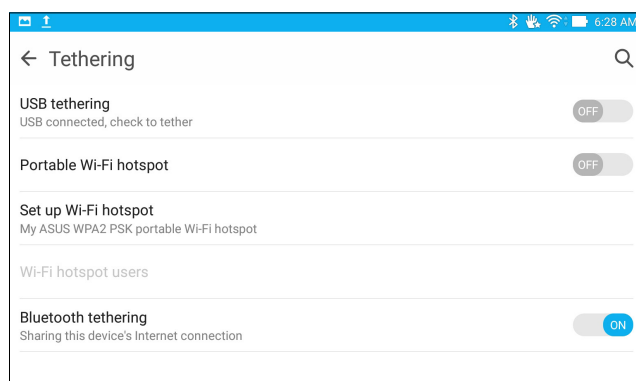 6:28 AM
Tethering
USB tethering
OFF
USB connected, check to tether
Portable Wi-Fi hotspot
OFF
Set up Wi-Fi hotspot
My ASUS WPA2 PSK portable Wi-Fi hotspot
Wi-Fi hotspot users
Bluetooth tethering
ON
Sharing this device's Internet connection